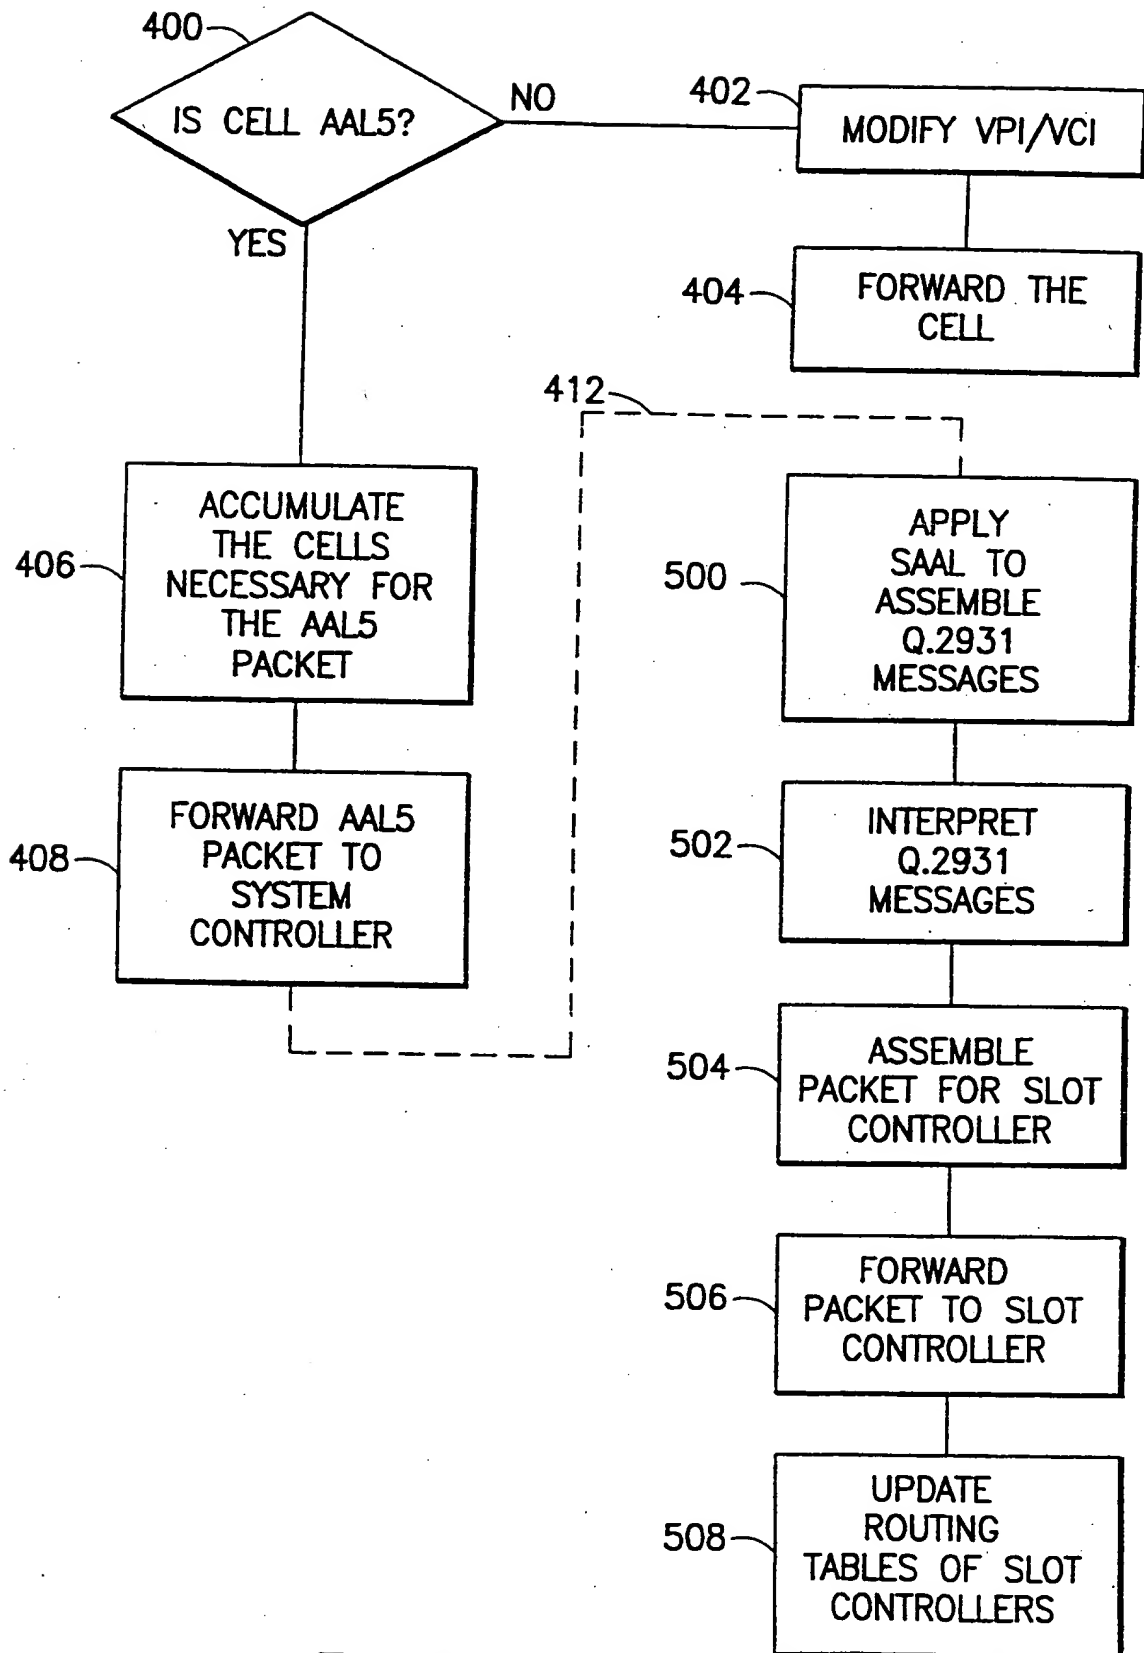 400
IS CELL AAL5?
NO
YES
402
MODIFY VPI/VCI
404
FORWARD THE
CELL
412
406
ACCUMULATE
THE CELLS
NECESSARY FOR
THE AAL5
PACKET
408
FORWARD AAL5
PACKET TO
SYSTEM
CONTROLLER
500
APPLY
SAAL TO
ASSEMBLE
Q.2931
MESSAGES
502
INTERPRET
Q.2931
MESSAGES
504
ASSEMBLE
PACKET FOR SLOT
CONTROLLER
506
FORWARD
PACKET TO SLOT
CONTROLLER
508
UPDATE
ROUTING
TABLES OF SLOT
CONTROLLERS